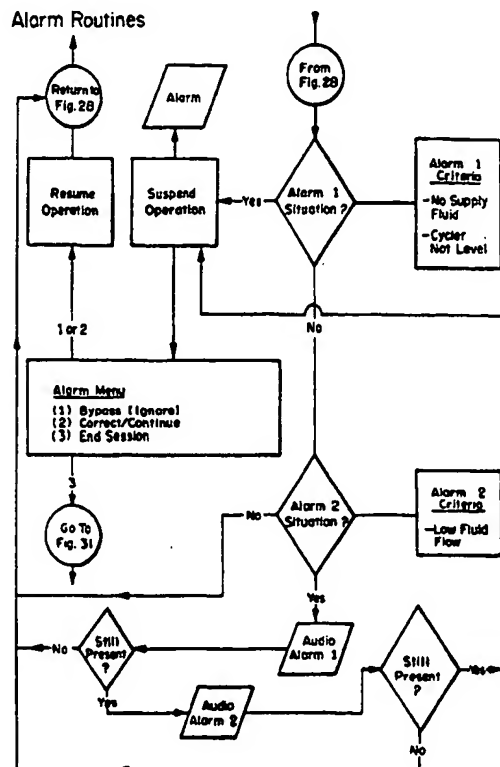 Alarm Routines
Return to
Fig. 28
Alarm
From
Fig. 28
Resume
Operation
Suspend
Operation
Yes
Alarm 1
Situation ?
Alarm 1
Criteria
-No Supply
Fluid
-Cycler
Not Level
1 or 2
No
Alarm Menu
(1) Bypass [Ignore]
(2) Correct/Continue
(3) End Session
3
Go To
Fig. 31
No
Alarm 2
Situation ?
Alarm 2
Criteria
-Low Fluid
Flow
Yes
No
Still
Present
?
Audio
Alarm 1
Still
Present
?
Yes
Yes
Audio
Alarm 2
No